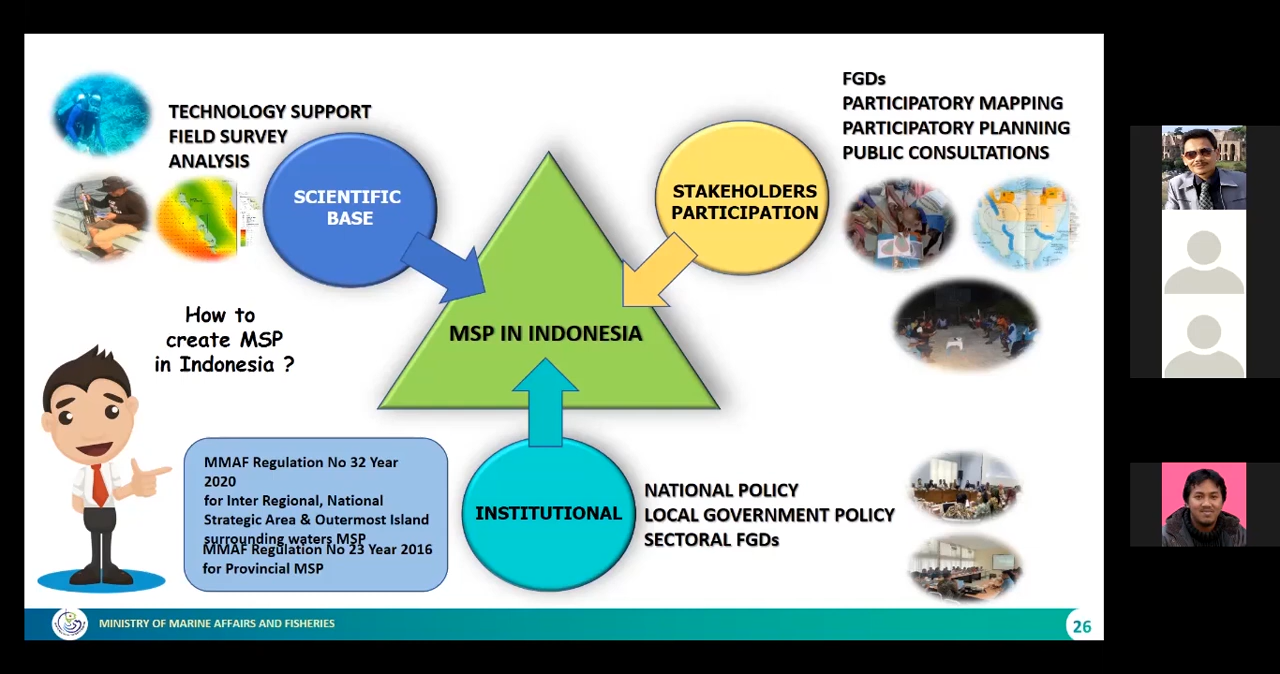 TECHNOLOGY SUPPORT
FIELD SURVEY
ANALYSIS
SCIENTIFIC
BASE
STAKEHOLDERS
PARTICIPATION
FGDs
PARTICIPATORY MAPPING
PARTICIPATORY PLANNING
PUBLIC CONSULTATIONS
How to
create MSP
in Indonesia ?
MSP IN INDONESIA
MMAF Regulation No 32 Year
2020
for Inter Regional, National
Strategic Area & Outermost Island
surrounding waters MSP
MMAF Regulation No 23 Year 2016
for Provincial MSP
INSTITUTIONAL
NATIONAL POLICY
LOCAL GOVERNMENT POLICY
SECTORAL FGDs
MINISTRY OF MARINE AFFAIRS AND FISHERIES
26